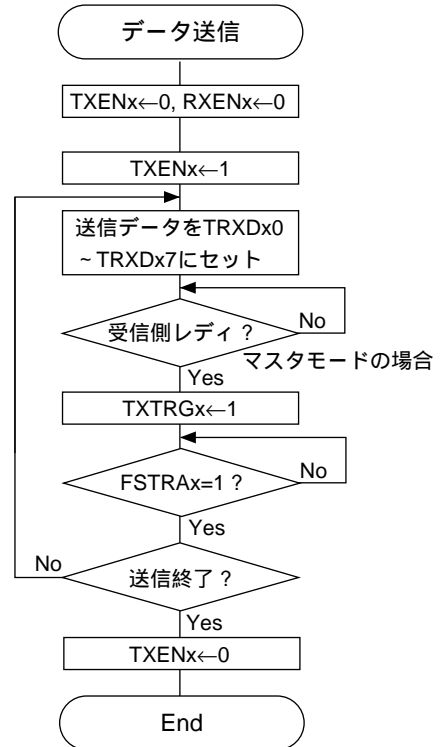 データ送信
TXENx←0, RXENx←0
TXENx←1
送信データをTRXDx0
~ TRXDx7にセット
受信側レディ ?
No
マスタモードの場合
Yes
TXTRGx←1
FSTRAx=1 ?
No
Yes
送信終了 ?
No
Yes
TXENx←0
End